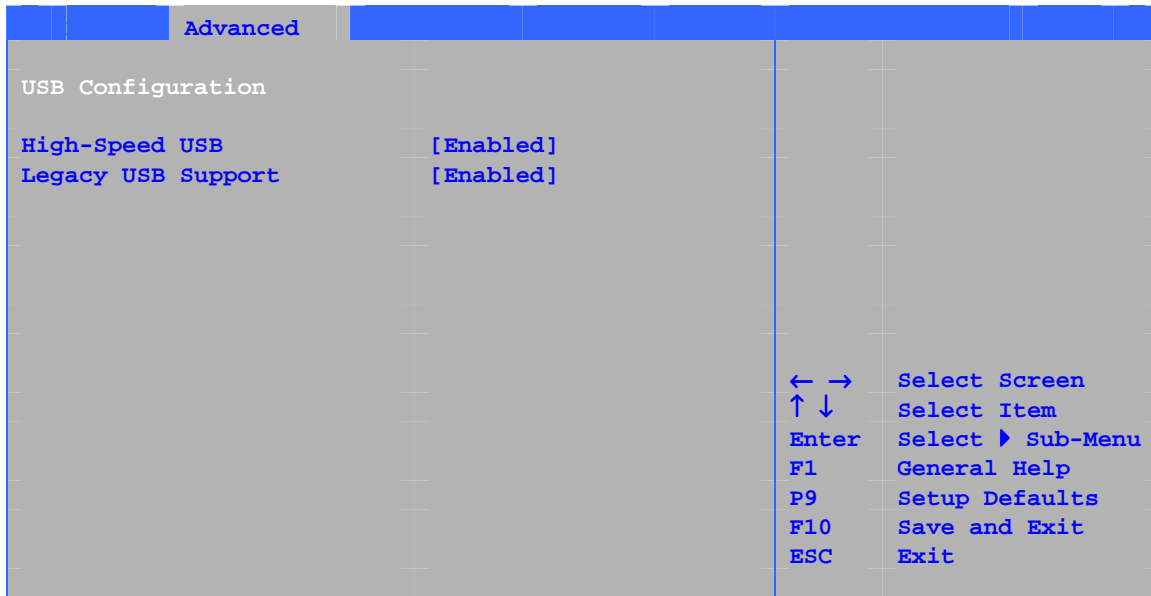 Advanced
USB Configuration
High-Speed USB [Enabled]
Legacy USB Support [Enabled]
← → Select Screen
↑ ↓ Select Item
Enter Select ▶ Sub-Menu
F1 General Help
P9 Setup Defaults
F10 Save and Exit
ESC Exit